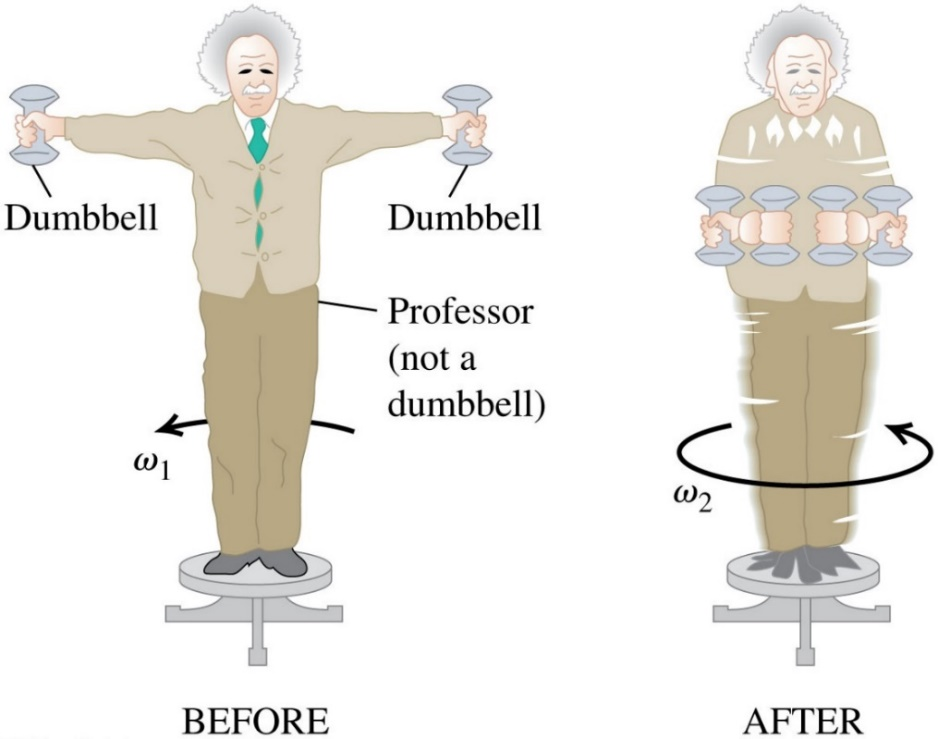 Dumbbell
Dumbbell
Professor
(not a
dumbbell)
ω1
ω2
BEFORE
AFTER